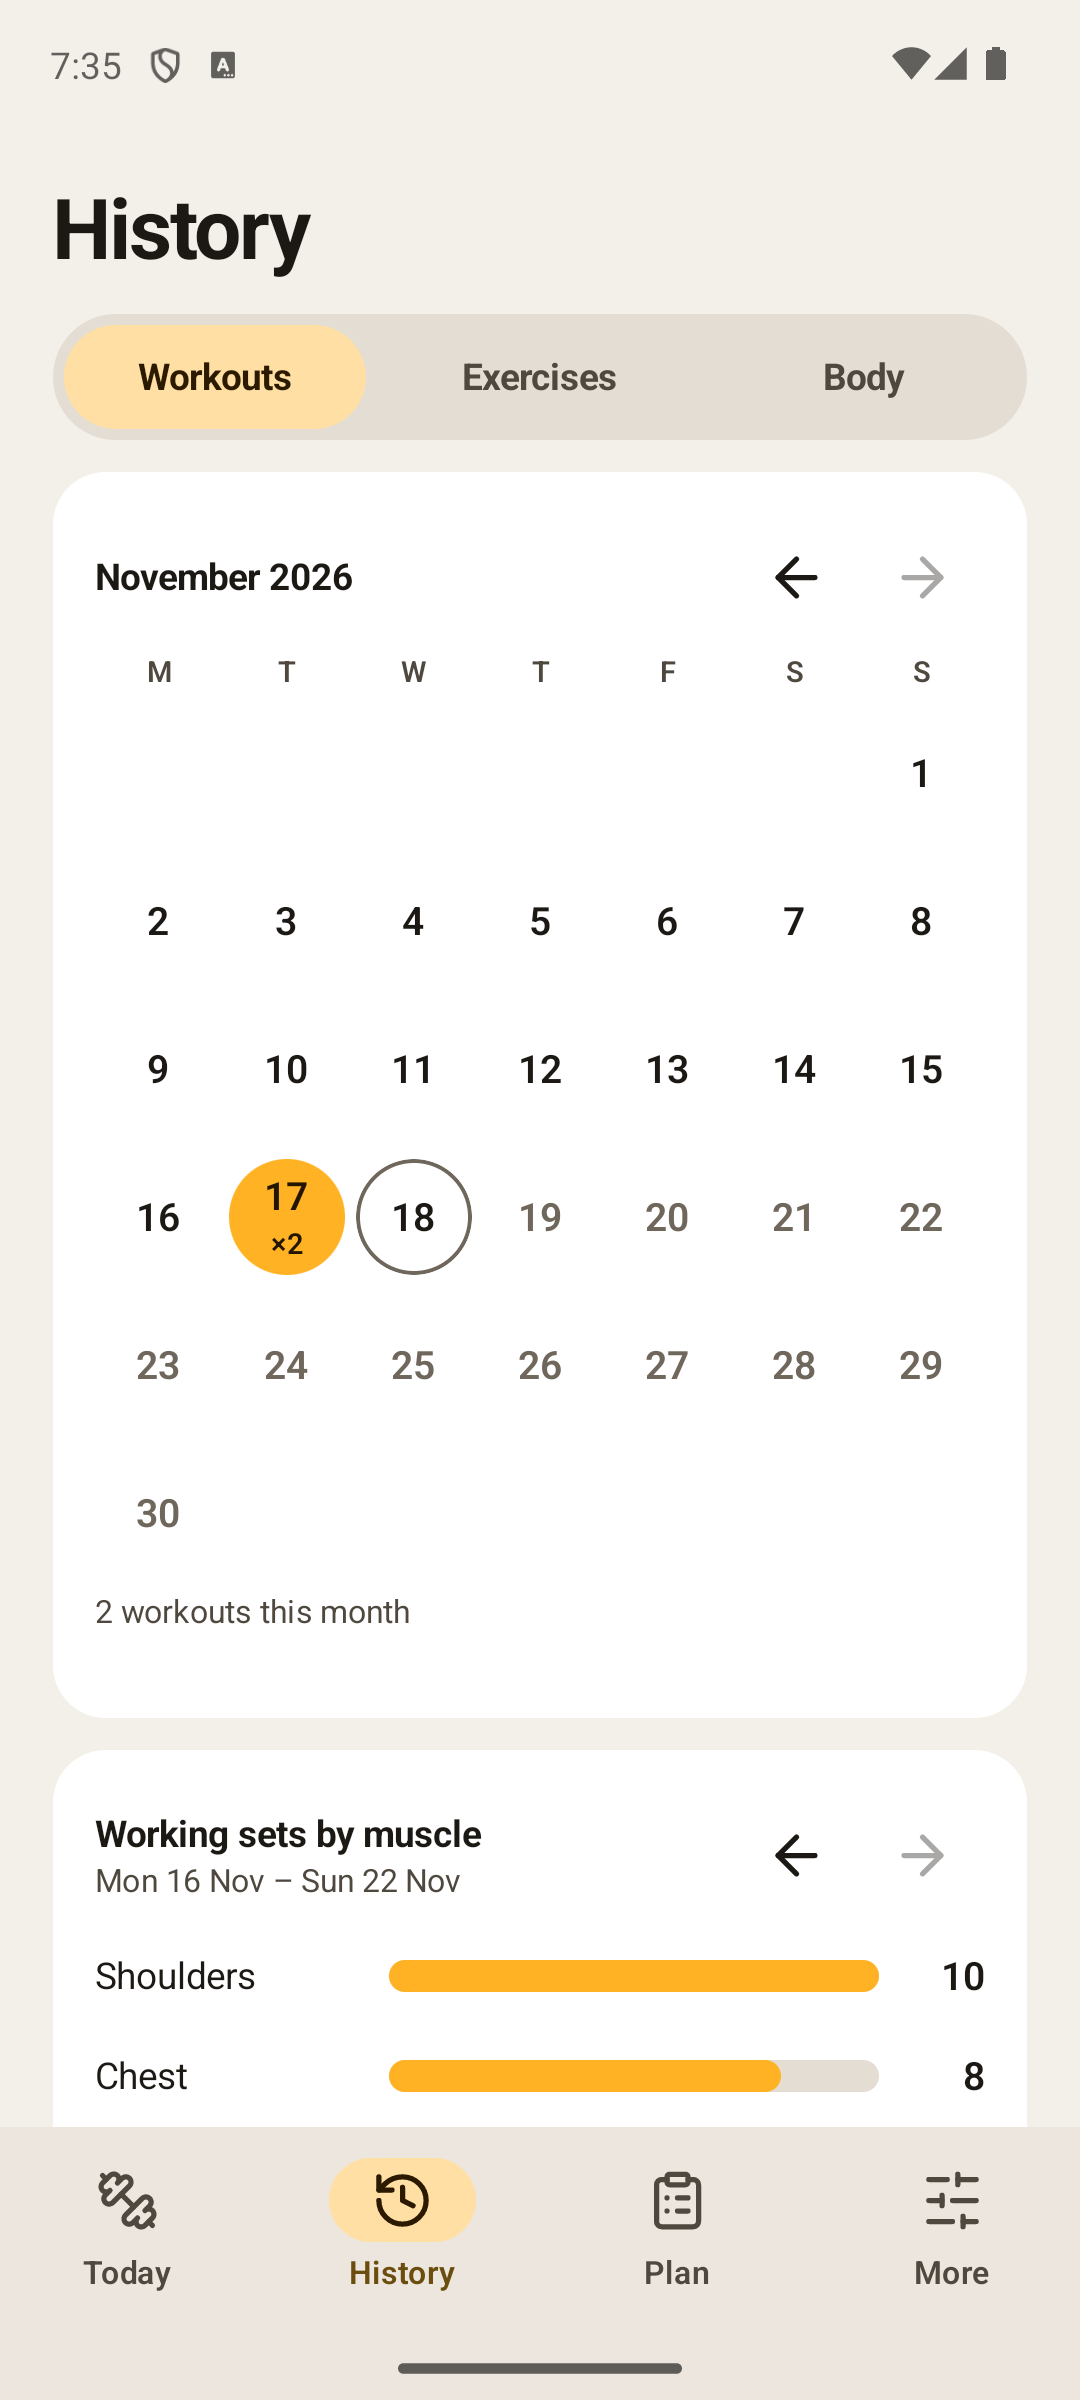 7:35
History
Workouts Exercises Body
November 2026
M T W T F S S
1
2 3 4 5 6 7 8
9 10 11 12 13 14 15
16 17 18 19 20 21 22
×2
23 24 25 26 27 28 29
30
2 workouts this month
Working sets by muscle
Mon 16 Nov – Sun 22 Nov
Shoulders 10
Chest 8
Today History Plan More